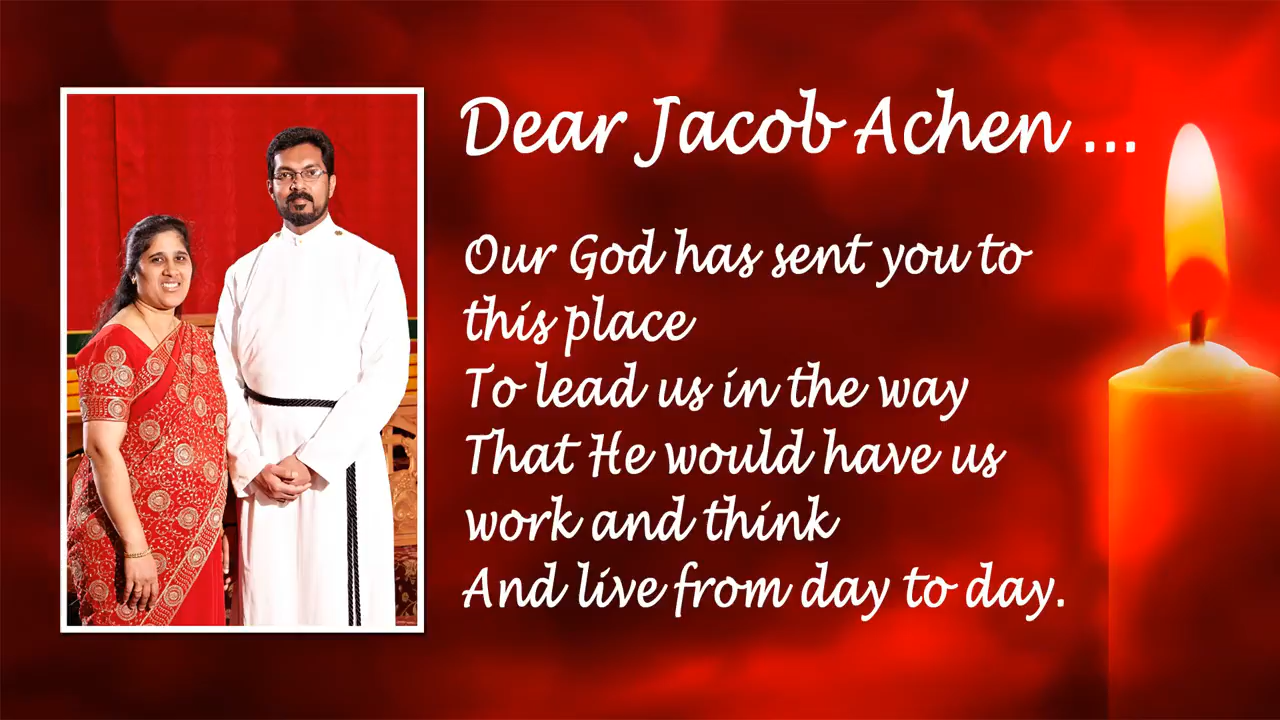 Dear Jacob Achen ...
Our God has sent you to
this place
To lead us in the way
That He would have us
work and think
And live from day to day.